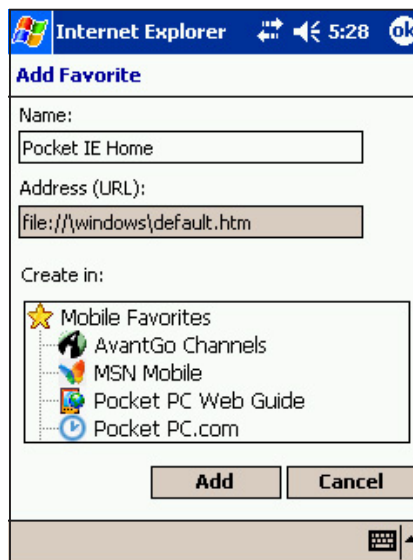 Internet Explorer 5:28 ok
Add Favorite
Name:
Pocket IE Home
Address (URL):
file://\windows\default.htm
Create in:
Mobile Favorites
AvantGo Channels
MSN Mobile
Pocket PC Web Guide
Pocket PC.com
Add Cancel